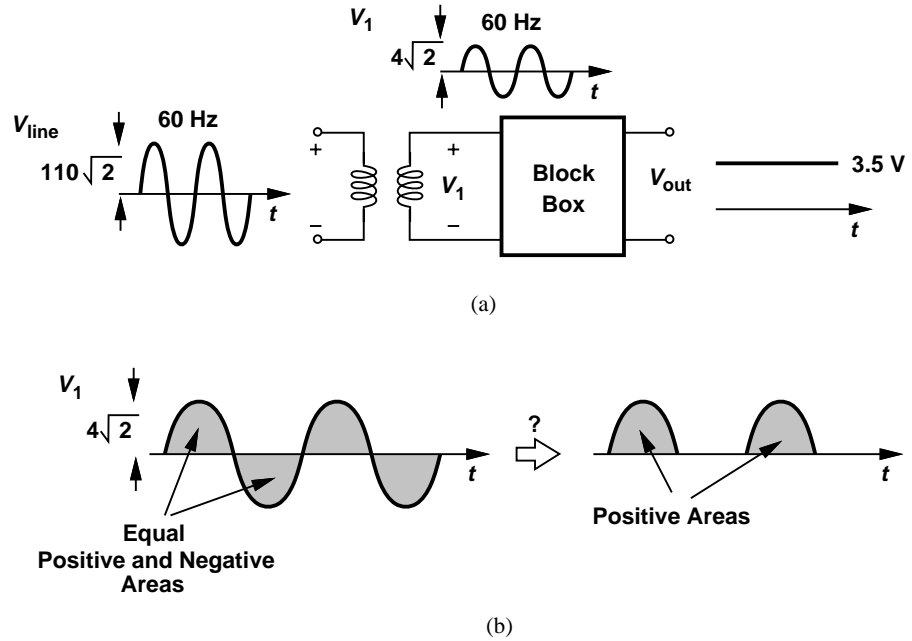 V1
4√2
60 Hz
t
Vline
60 Hz
110√2
t
+
−
+
V1
−
Block
Box
Vout
3.5 V
t
(a)
V1
4√2
t
?
t
Equal
Positive and Negative
Areas
Positive Areas
(b)